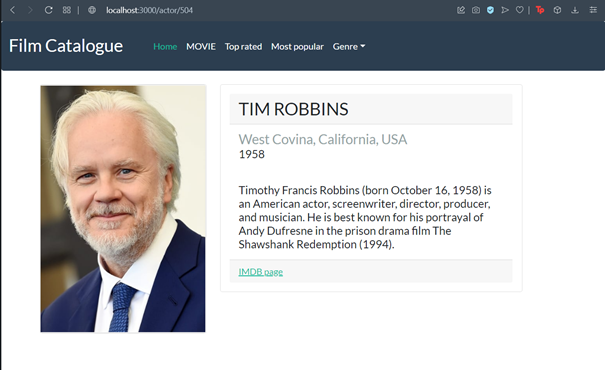 localhost:3000/actor/504
Film Catalogue
Home MOVIE Top rated Most popular Genre
TIM ROBBINS
West Covina, California, USA
1958
Timothy Francis Robbins (born October 16, 1958) is
an American actor, screenwriter, director, producer,
and musician. He is best known for his portrayal of
Andy Dufresne in the prison drama film The
Shawshank Redemption (1994).
IMDB page